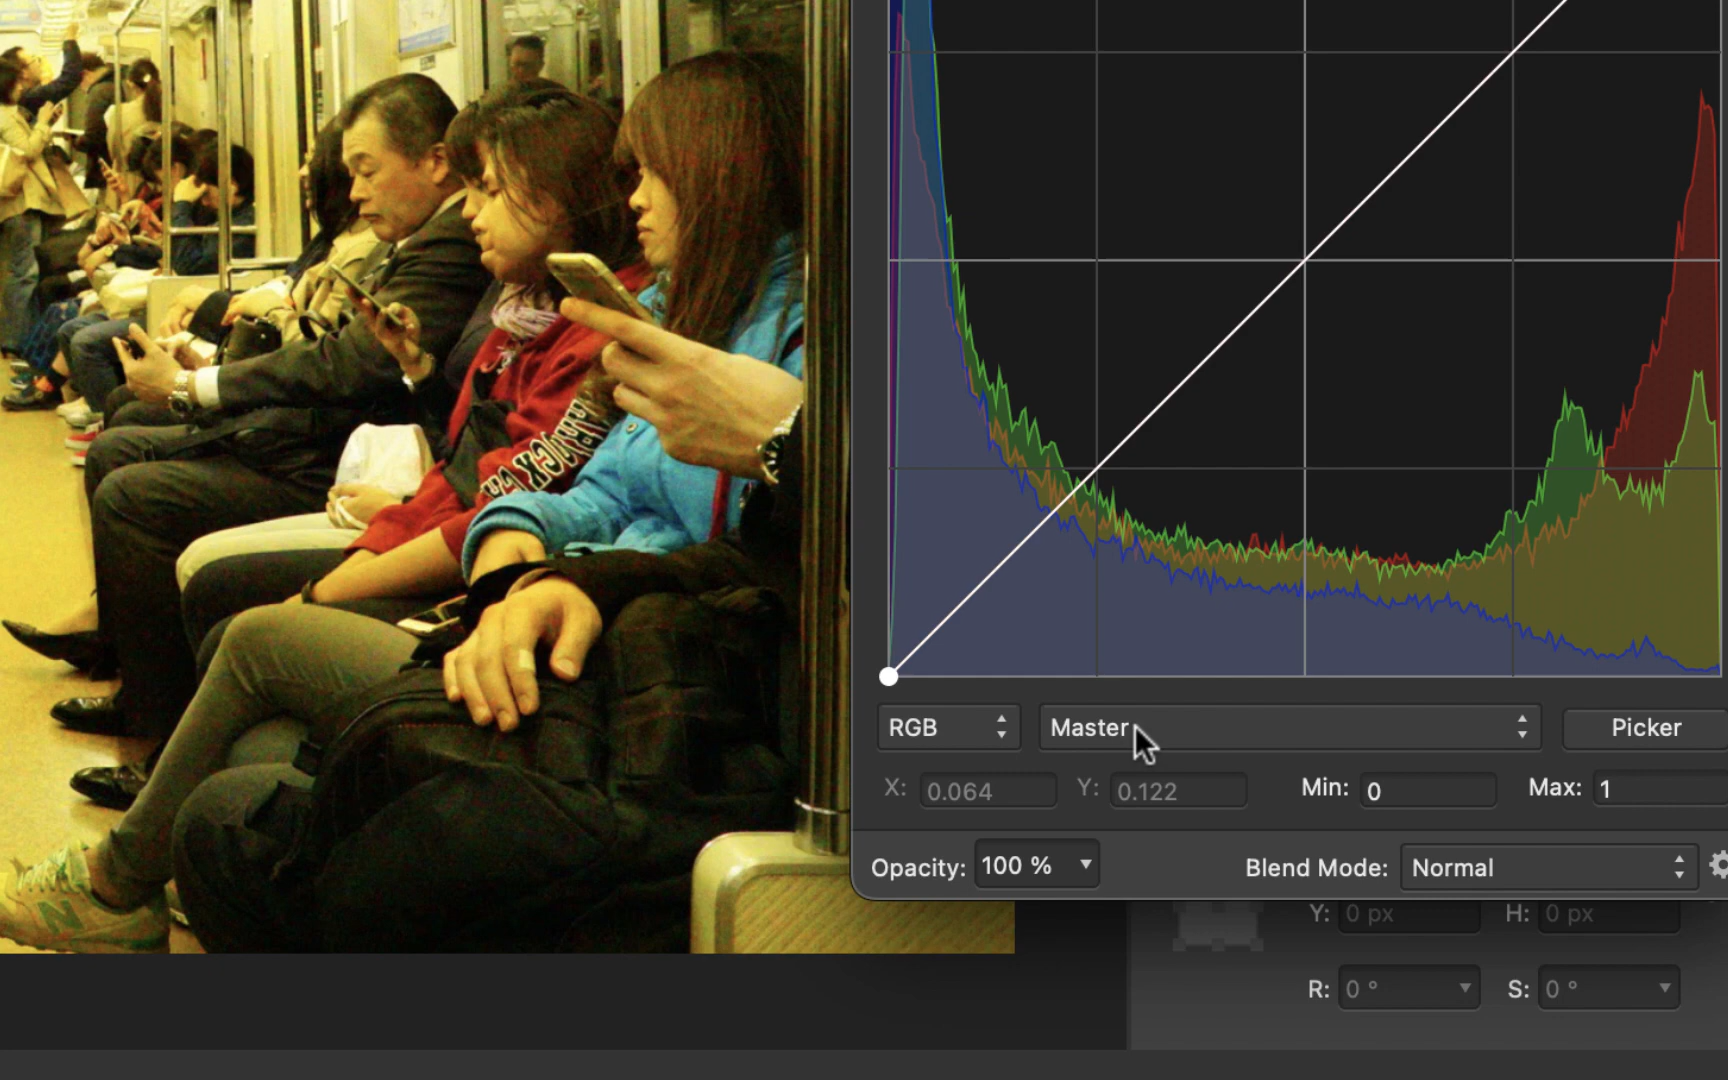 RGB
Master
Picker
X: 0.064
Y: 0.122
Min: 0
Max: 1
Opacity: 100 %
Blend Mode: Normal
Y: 0 px
H: 0 px
R: 0 °
S: 0 °
N